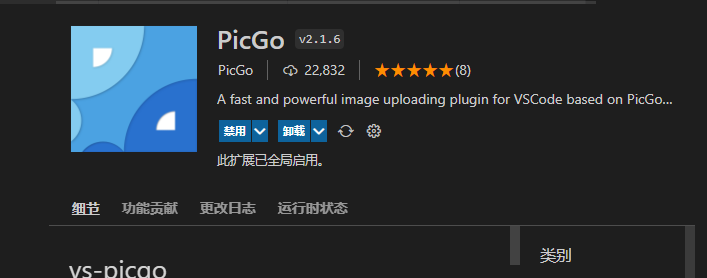 PicGo v2.1.6
PicGo 22,832 (8)
A fast and powerful image uploading plugin for VSCode based on PicGo...
禁用 卸载
此扩展已全局启用。
细节 功能贡献 更改日志 运行时状态
vs-picgo
类别